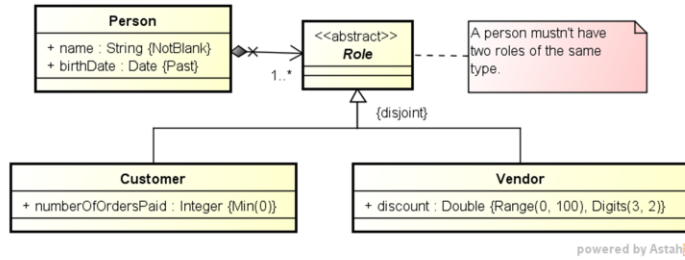 Person
+ name : String {NotBlank}
+ birthDate : Date {Past}
1..*
<<abstract>>
Role
A person mustn't have
two roles of the same
type.
{disjoint}
Customer
+ numberOfOrdersPaid : Integer {Min(0)}
Vendor
+ discount : Double {Range(0, 100), Digits(3, 2)}
powered by Astah